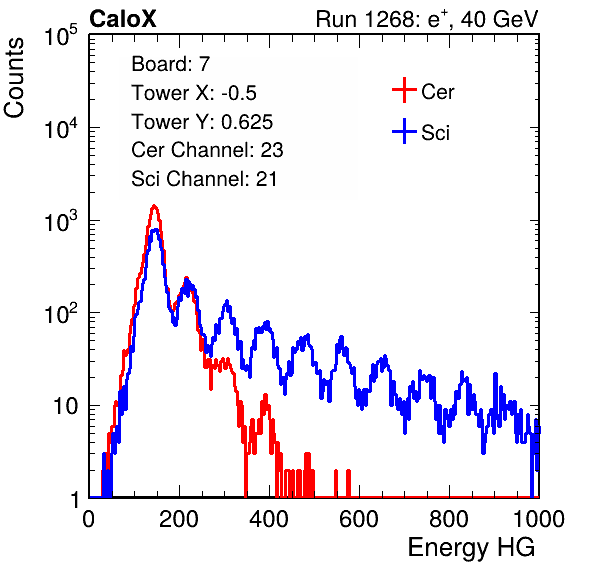 CaloX Run 1268: e⁺, 40 GeV
Board: 7
Tower X: -0.5
Tower Y: 0.625
Cer Channel: 23
Sci Channel: 21
Cer
Sci
Counts
10⁵
10⁴
10³
10²
10
1
0 200 400 600 800 1000
Energy HG